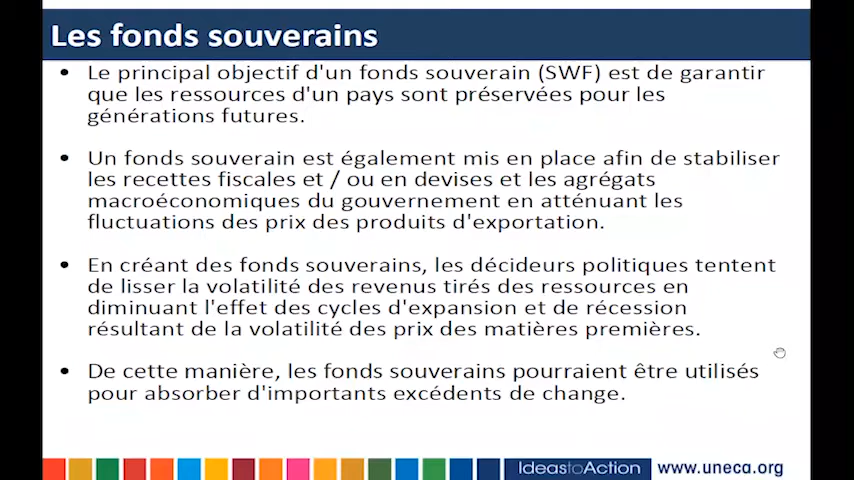 Les fonds souverains
• Le principal objectif d'un fonds souverain (SWF) est de garantir
que les ressources d'un pays sont préservées pour les
générations futures.
• Un fonds souverain est également mis en place afin de stabiliser
les recettes fiscales et / ou en devises et les agrégats
macroéconomiques du gouvernement en atténuant les
fluctuations des prix des produits d'exportation.
• En créant des fonds souverains, les décideurs politiques tentent
de lisser la volatilité des revenus tirés des ressources en
diminuant l'effet des cycles d'expansion et de récession
résultant de la volatilité des prix des matières premières.
• De cette manière, les fonds souverains pourraient être utilisés
pour absorber d'importants excédents de change.
IdeastoAction www.uneca.org